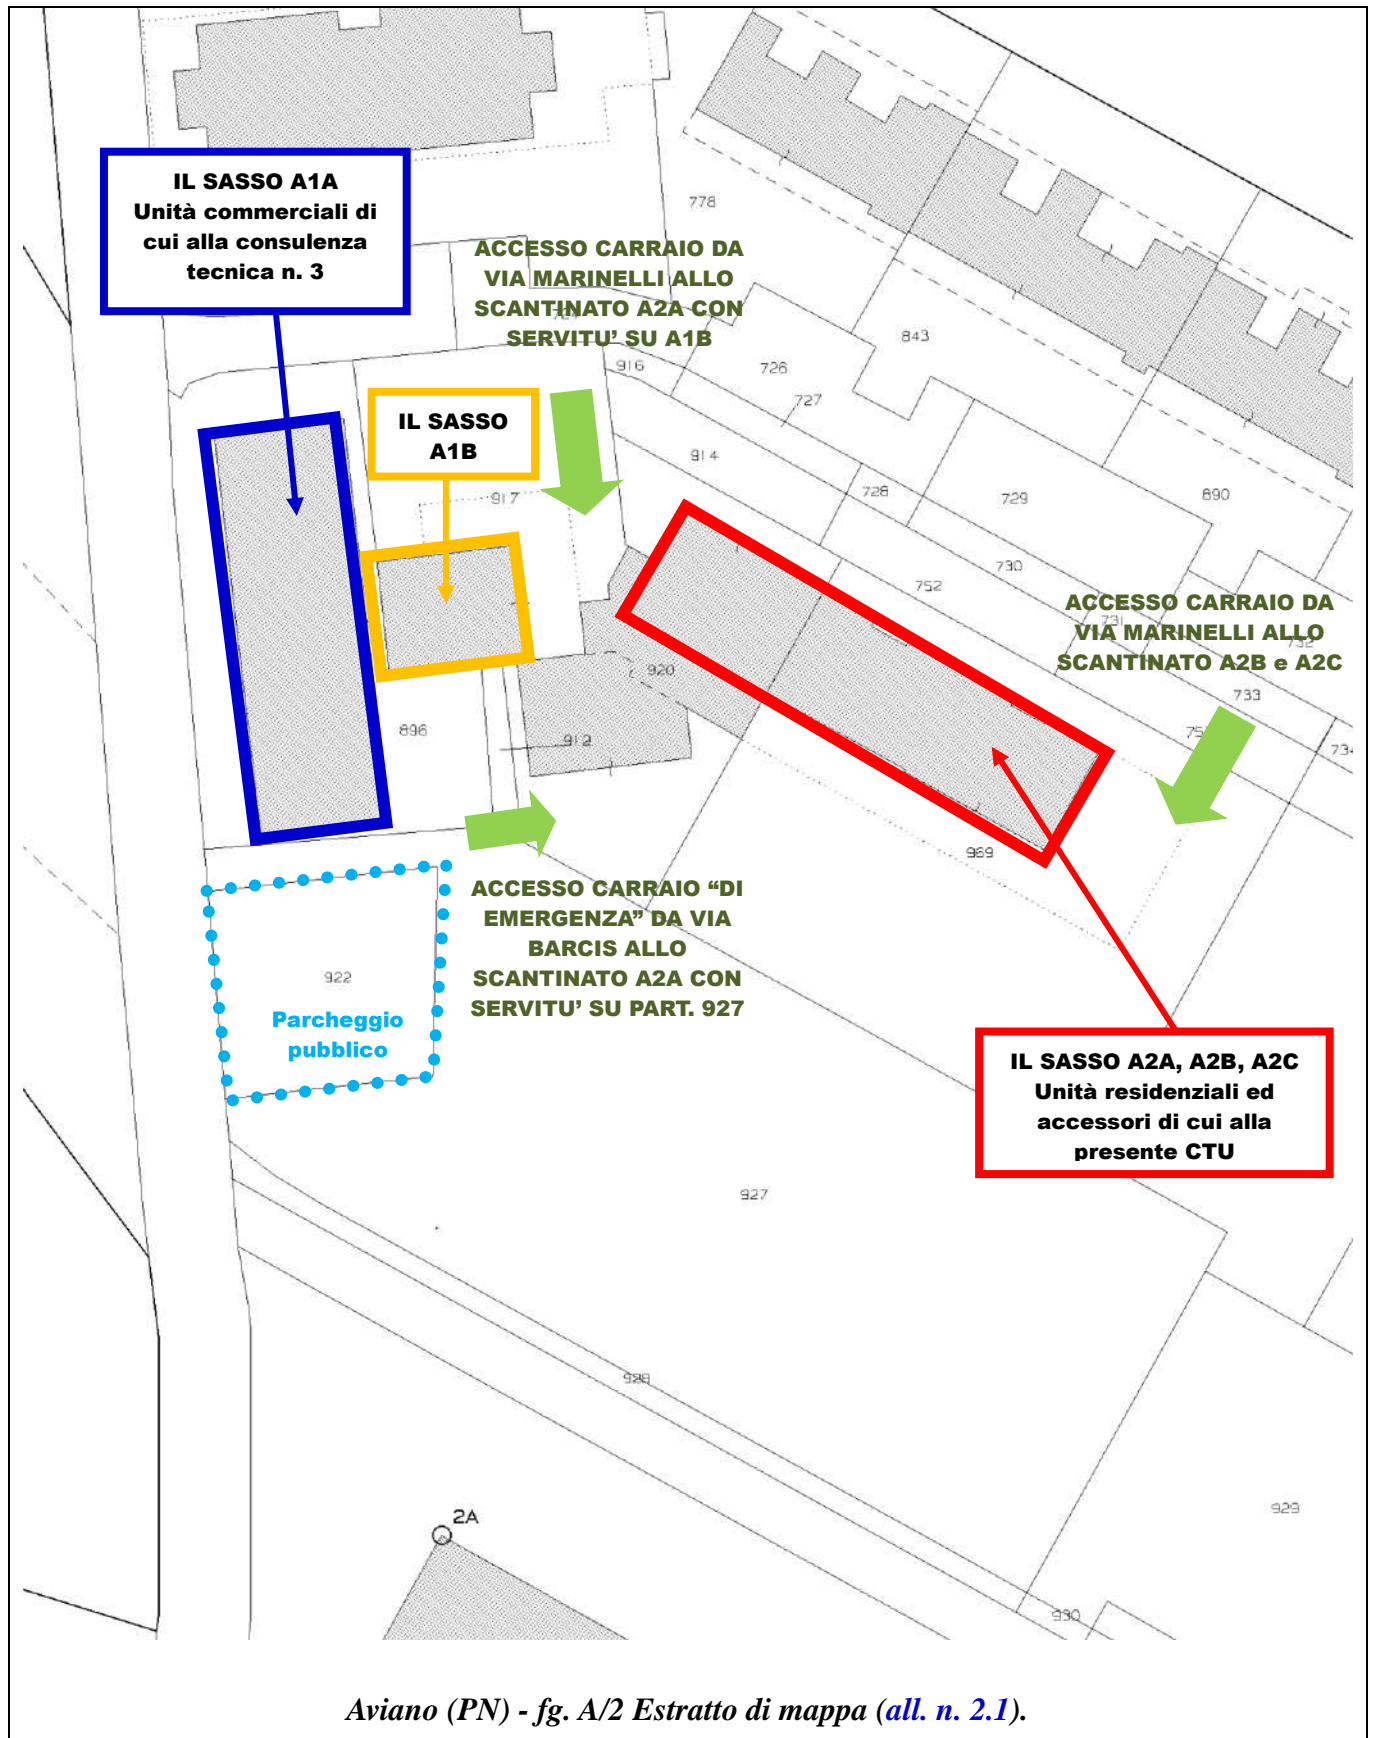 IL SASSO A1A
Unità commerciali di
cui alla consulenza
tecnica n. 3
778
ACCESSO CARRAIO DA
VIA MARINELLI ALLO
SCANTINATO A2A CON
SERVITU’ SU A1B
843
916
726
727
IL SASSO
A1B
914
917
728
729
890
730
752
ACCESSO CARRAIO DA
VIA MARINELLI ALLO
SCANTINATO A2B e A2C
731
732
920
733
896
912
734
969
ACCESSO CARRAIO “DI
EMERGENZA” DA VIA
BARCIS ALLO
SCANTINATO A2A CON
SERVITU’ SU PART. 927
922
Parcheggio
pubblico
IL SASSO A2A, A2B, A2C
Unità residenziali ed
accessori di cui alla
presente CTU
927
928
929
2A
930
Aviano (PN) - fg. A/2 Estratto di mappa (all. n. 2.1).